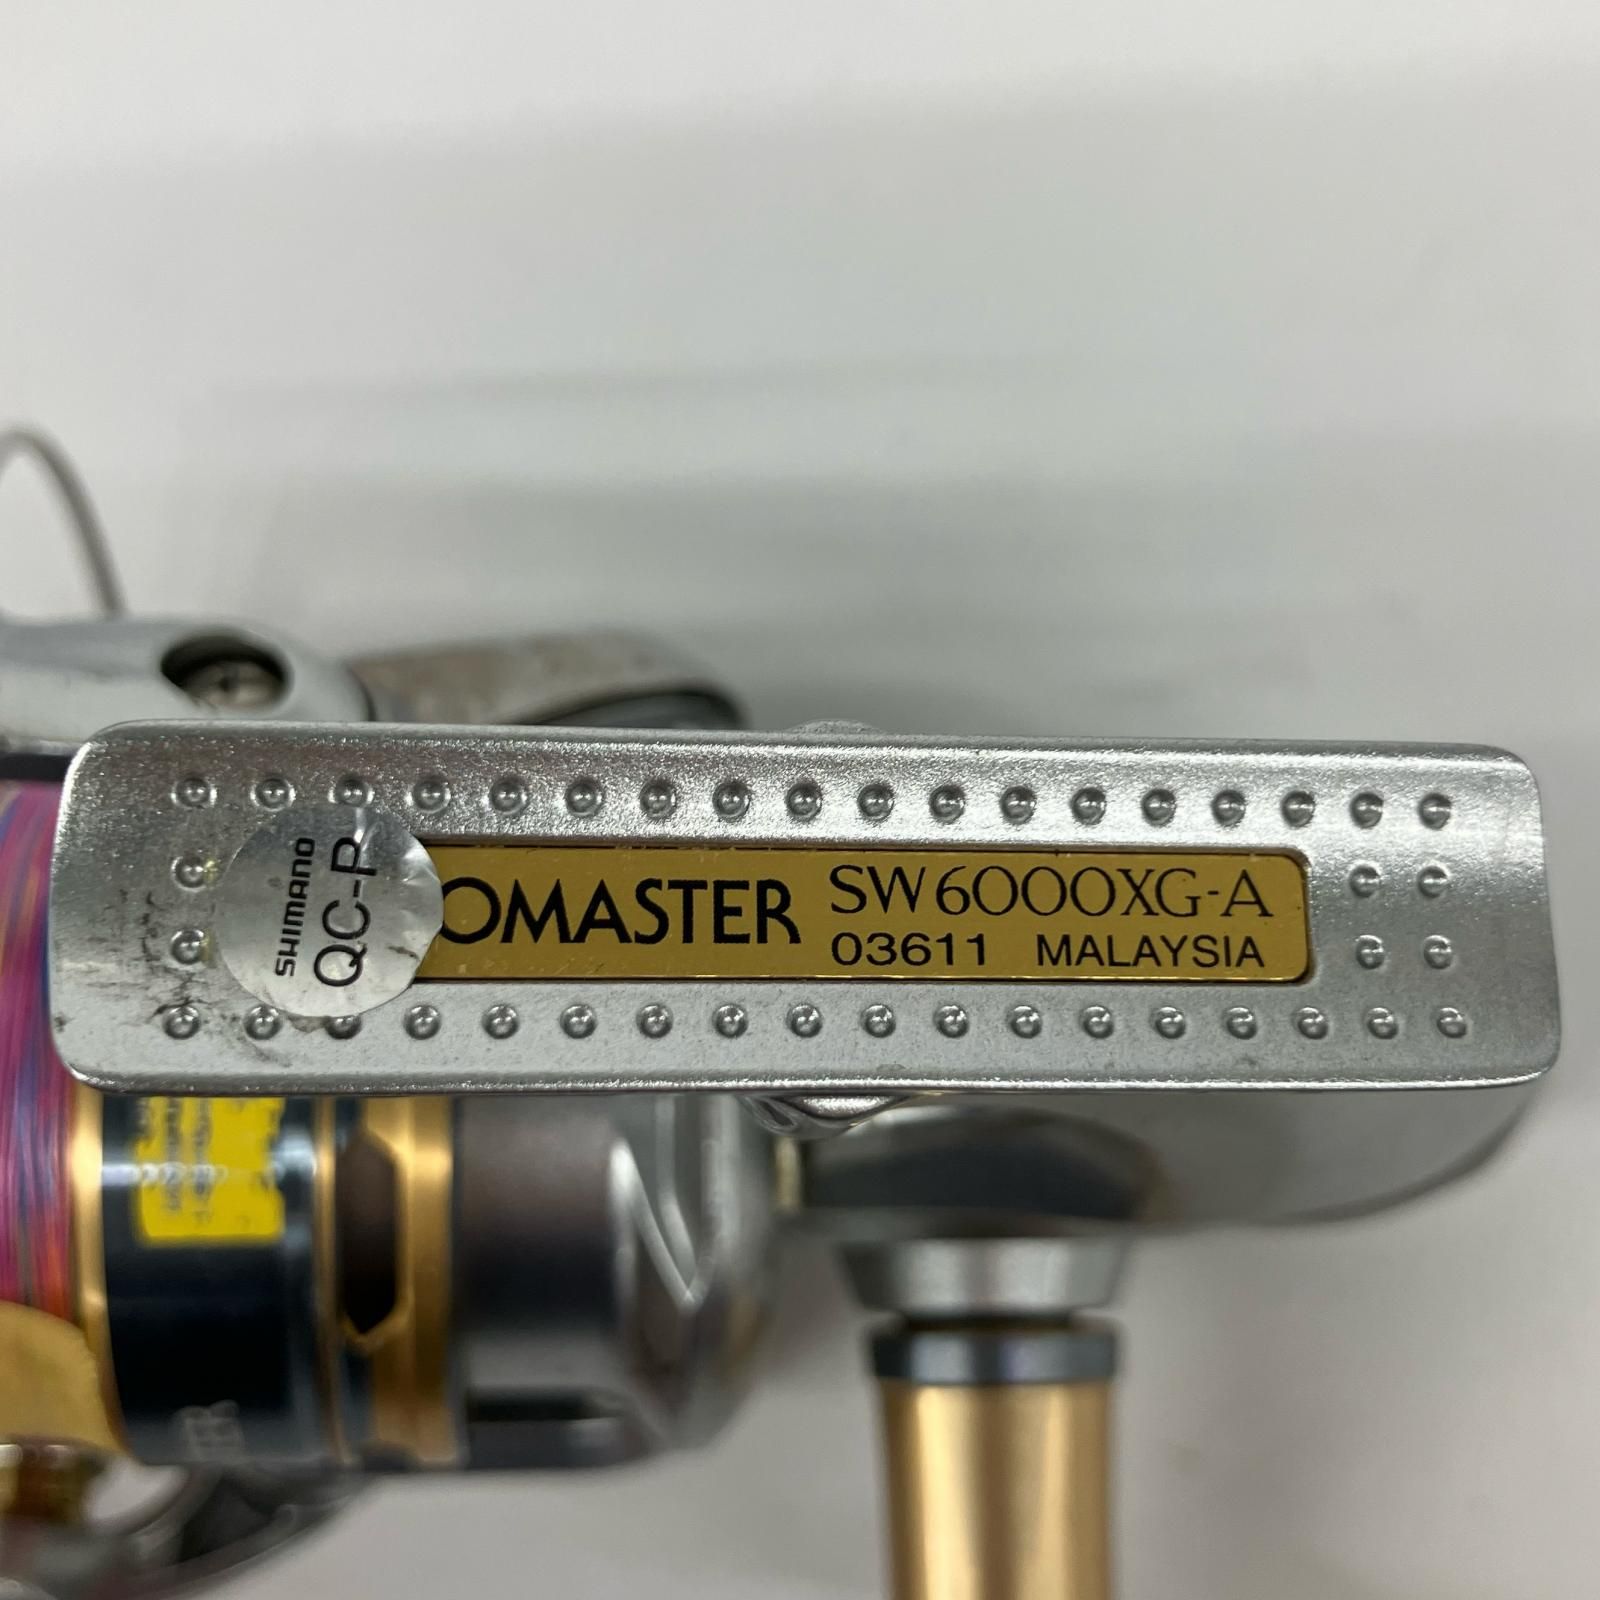 SHIMANO
QC-P
OMASTER SW6000XG-A
03611 MALAYSIA